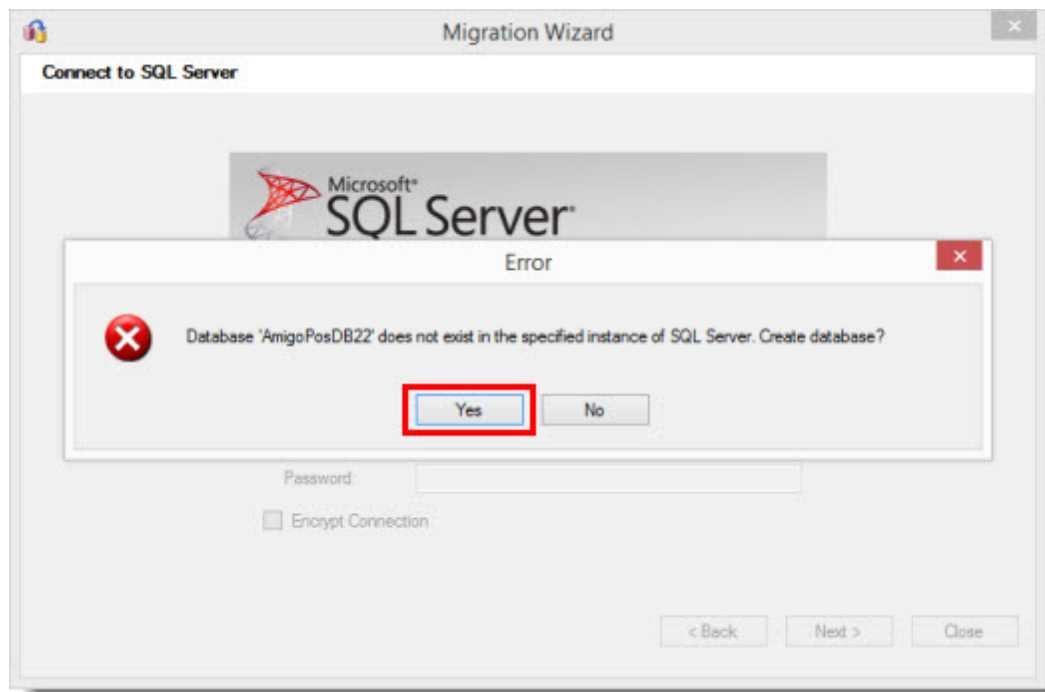 Migration Wizard
Connect to SQL Server
Microsoft®
SQL Server®
Error
Database 'AmigoPosDB22' does not exist in the specified instance of SQL Server. Create database?
Yes No
Password:
Encrypt Connection
< Back Next > Close